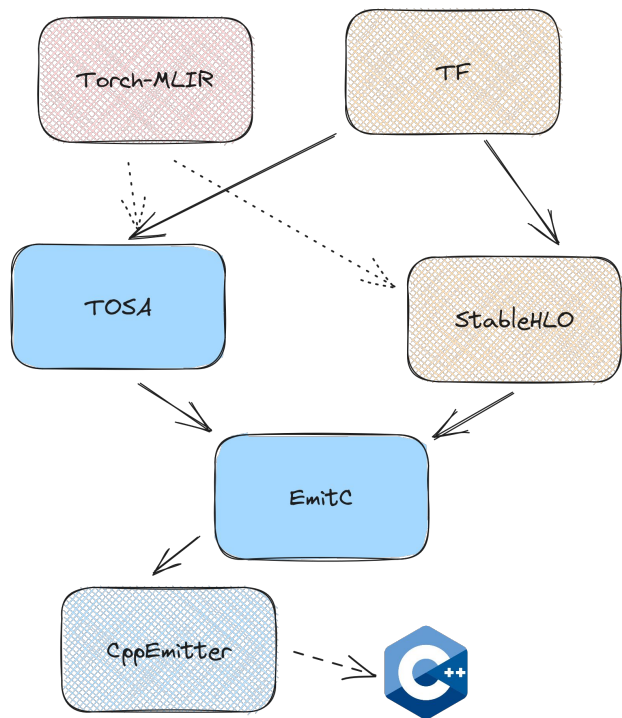 Torch-MLIR
TF
TOSA
StableHLO
EmitC
CppEmitter
C++